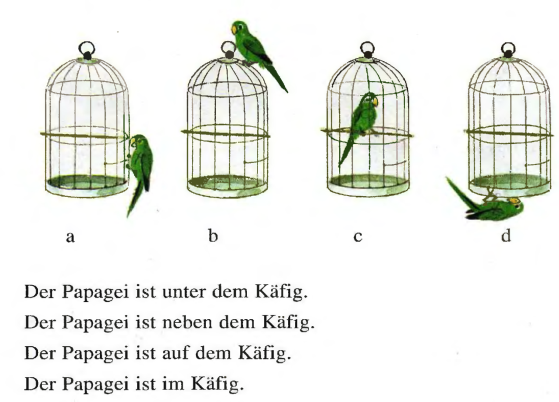 a b c d
Der Papagei ist unter dem Käfig.
Der Papagei ist neben dem Käfig.
Der Papagei ist auf dem Käfig.
Der Papagei ist im Käfig.